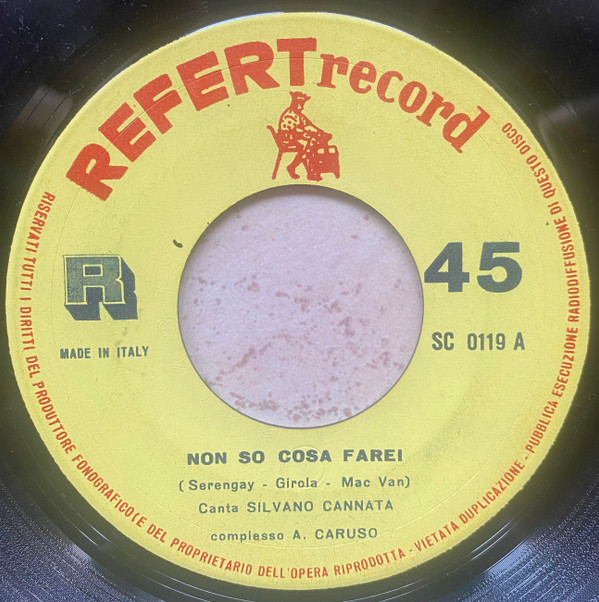 REFERT record
R
45
MADE IN ITALY
SC 0119 A
NON SO COSA FAREI
(Serengay - Girola - Mac Van)
Canta SILVANO CANNATA
complesso A. CARUSO
RISERVATI TUTTI I DIRITTI DEL PRODUTTORE FONOGRAFICO E DEL PROPRIETARIO DELL'OPERA RIPRODOTTA - VIETATA DUPLICAZIONE - PUBBLICA ESECUZIONE RADIODIFFUSIONE DI QUESTO DISCO